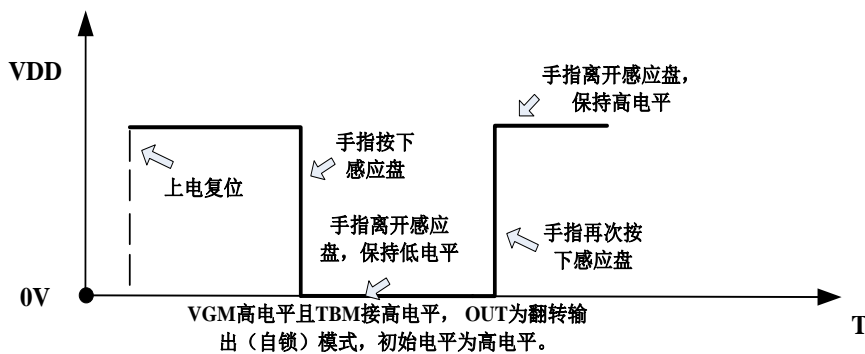 VDD
手指离开感应盘，
保持高电平
手指按下
感应盘
上电复位
手指离开感应
盘，保持低电平
手指再次按
下感应盘
0V
T
VGM高电平且TBM接高电平， OUT为翻转输
出（自锁）模式，初始电平为高电平。